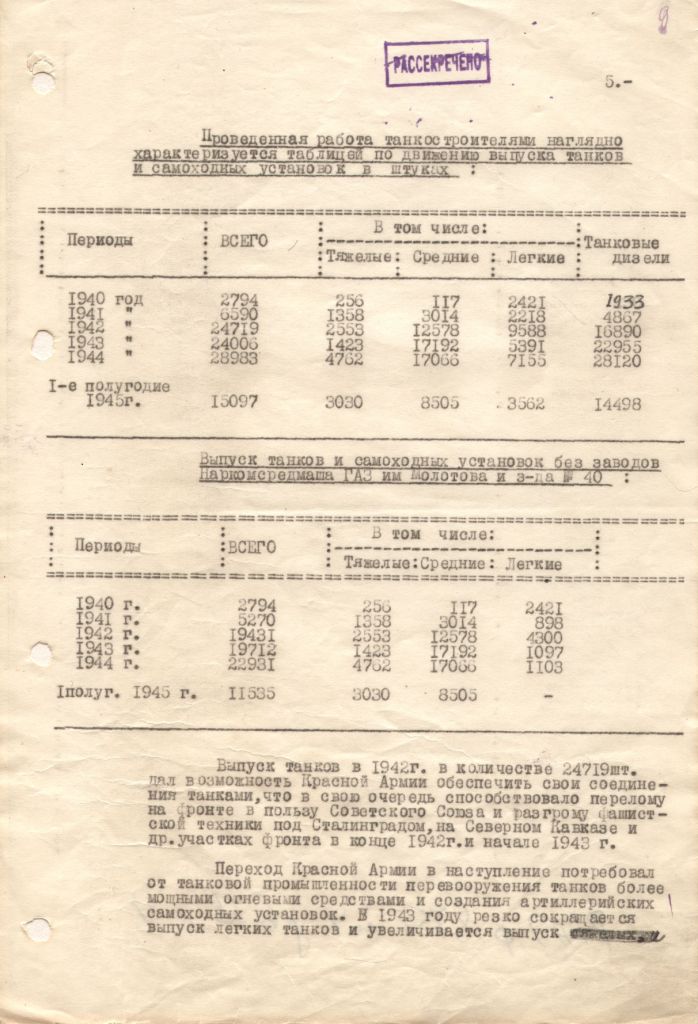 9
РАССЕКРЕЧЕНО
5.-
Проведенная работа танкостроителями наглядно
характеризуется таблицей по движению выпуска танков
и самоходных установок в штуках :
Периоды : ВСЕГО : В том числе: : Танковые дизели
Тяжелые: Средние : Легкие :
1940 год 2794 256 117 2421 1933
1941 " 6590 1358 3014 2218 4867
1942 " 24719 2553 12578 9588 16890
1943 " 24006 1423 17192 5391 22955
1944 " 28983 4762 17066 7155 28120
1-е полугодие
1945г. 15097 3030 8505 3562 14498
Выпуск танков и самоходных установок без заводов
Наркомсредмаша ГАЗ им Молотова и з-да № 40 :
Периоды : ВСЕГО : В том числе: :
Тяжелые: Средние: Легкие
1940 г. 2794 256 117 2421
1941 г. 5270 1358 3014 898
1942 г. 19431 2553 12578 4300
1943 г. 19712 1423 17192 1097
1944 г. 22931 4762 17066 1103
1полуг. 1945 г. 11535 3030 8505 -
Выпуск танков в 1942г. в количестве 24719шт.
дал возможность Красной Армии обеспечить свои соедине-
ния танками,что в свою очередь способствовало перелому
на фронте в пользу Советского Союза и разгрому фашист-
ской техники под Сталинградом,на Северном Кавказе и
др.участках фронта в конце 1942г.и начале 1943 г.
Переход Красной Армии в наступление потребовал
от танковой промышленности перевооружения танков более
мощными огневыми средствами и создания артиллерийских
самоходных установок. В 1943 году резко сокращается
выпуск легких танков и увеличивается выпуск тяжелых и